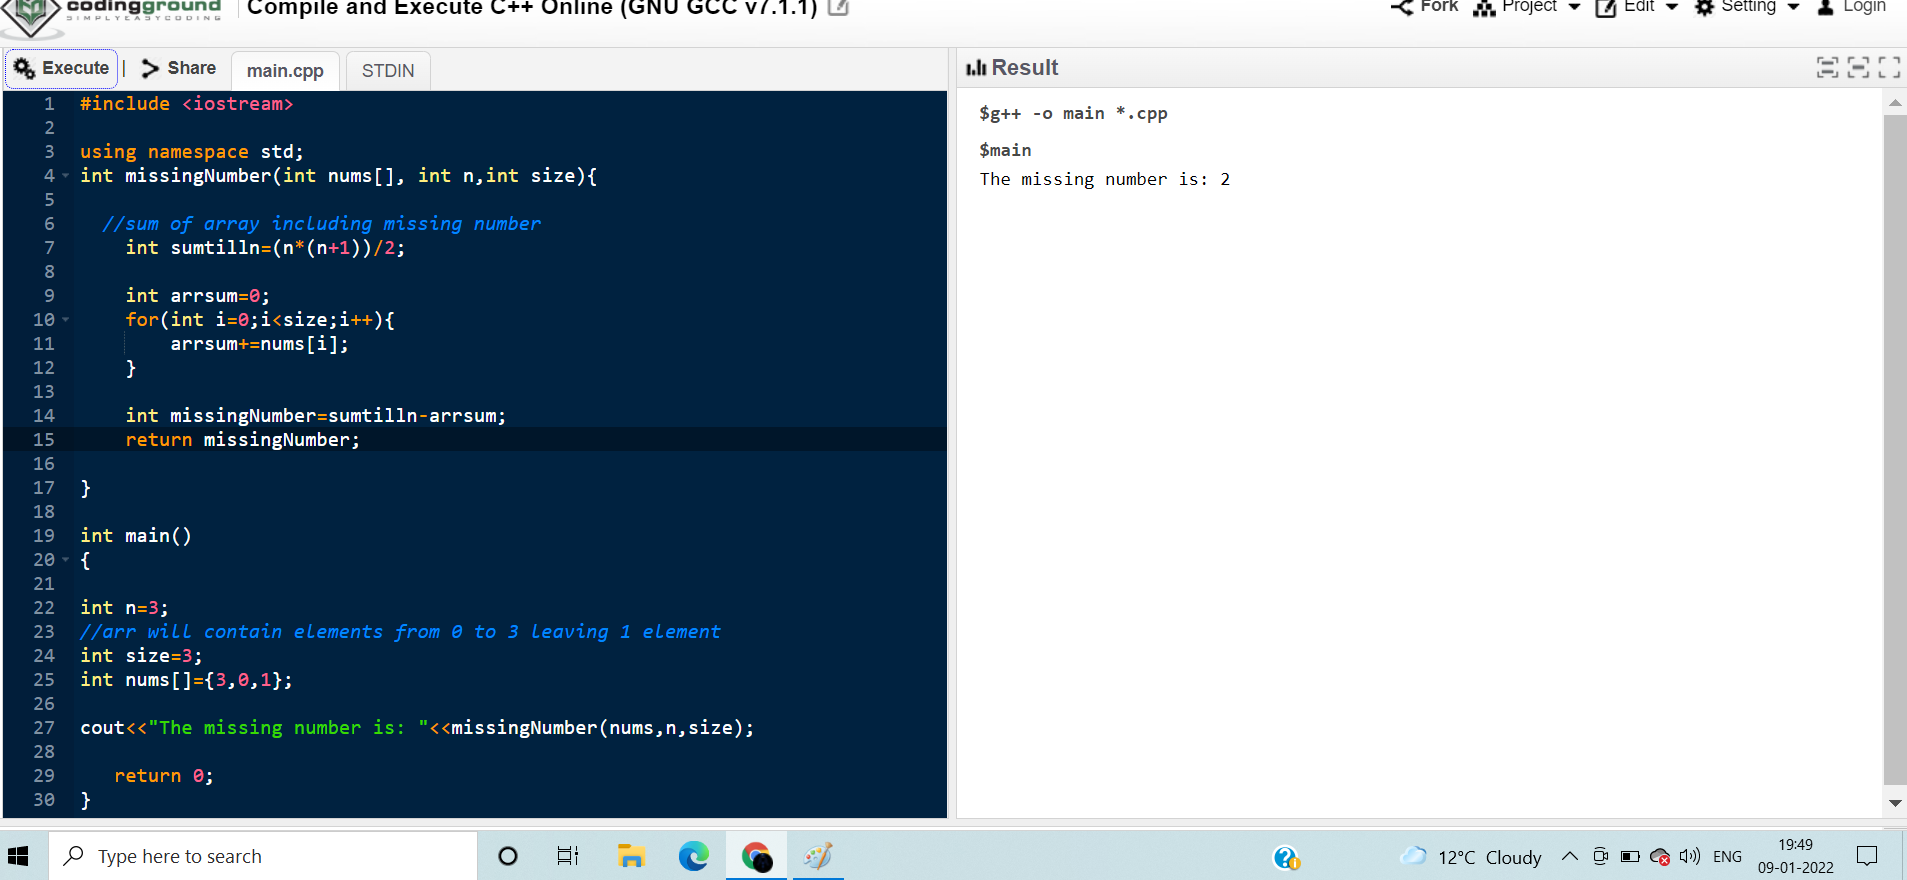 codingground
SIMPLYEASYCODING
Compile and Execute C++ Online (GNU GCC v7.1.1)
Fork Project Edit Setting Login
Execute | Share main.cpp STDIN
1 #include <iostream>
2
3 using namespace std;
4 int missingNumber(int nums[], int n,int size){
5
6 //sum of array including missing number
7 int sumtilln=(n*(n+1))/2;
8
9 int arrsum=0;
10 for(int i=0;i<size;i++){
11 arrsum+=nums[i];
12 }
13
14 int missingNumber=sumtilln-arrsum;
15 return missingNumber;
16
17 }
18
19 int main()
20 {
21
22 int n=3;
23 //arr will contain elements from 0 to 3 leaving 1 element
24 int size=3;
25 int nums[]={3,0,1};
26
27 cout<<"The missing number is: "<<missingNumber(nums,n,size);
28
29 return 0;
30 }
Result
$g++ -o main *.cpp
$main
The missing number is: 2
Type here to search
12°C Cloudy
ENG
19:49
09-01-2022